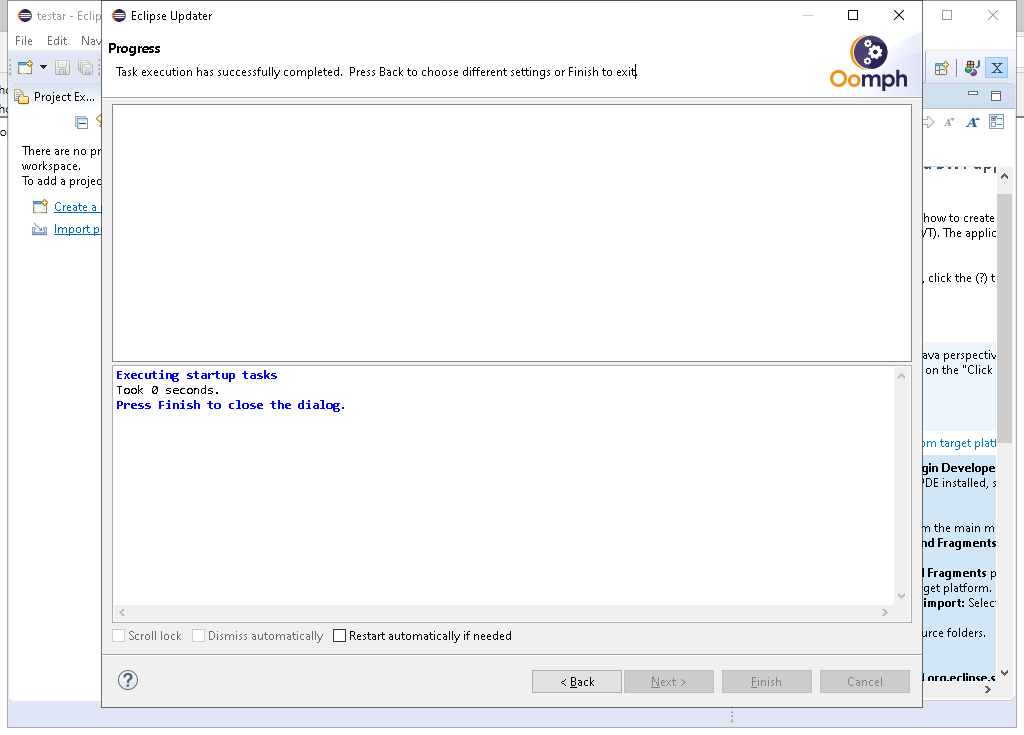 testar - Eclip
File Edit Nav
Project Ex...
There are no pr
workspace.
To add a projec
Create a
Import p
Eclipse Updater
Progress
Task execution has successfully completed. Press Back to choose different settings or Finish to exit.
Oomph
Executing startup tasks
Took 0 seconds.
Press Finish to close the dialog.
Scroll lock Dismiss automatically Restart automatically if needed
?
< Back Next > Finish Cancel
how to create
/T). The applic
, click the (?) t
ava perspectiv
on the "Click
om target platf
gin Develope
PDE installed, s
m the main m
nd Fragments
l Fragments p
get platform.
import: Selec
urce folders.
org.eclipse.s